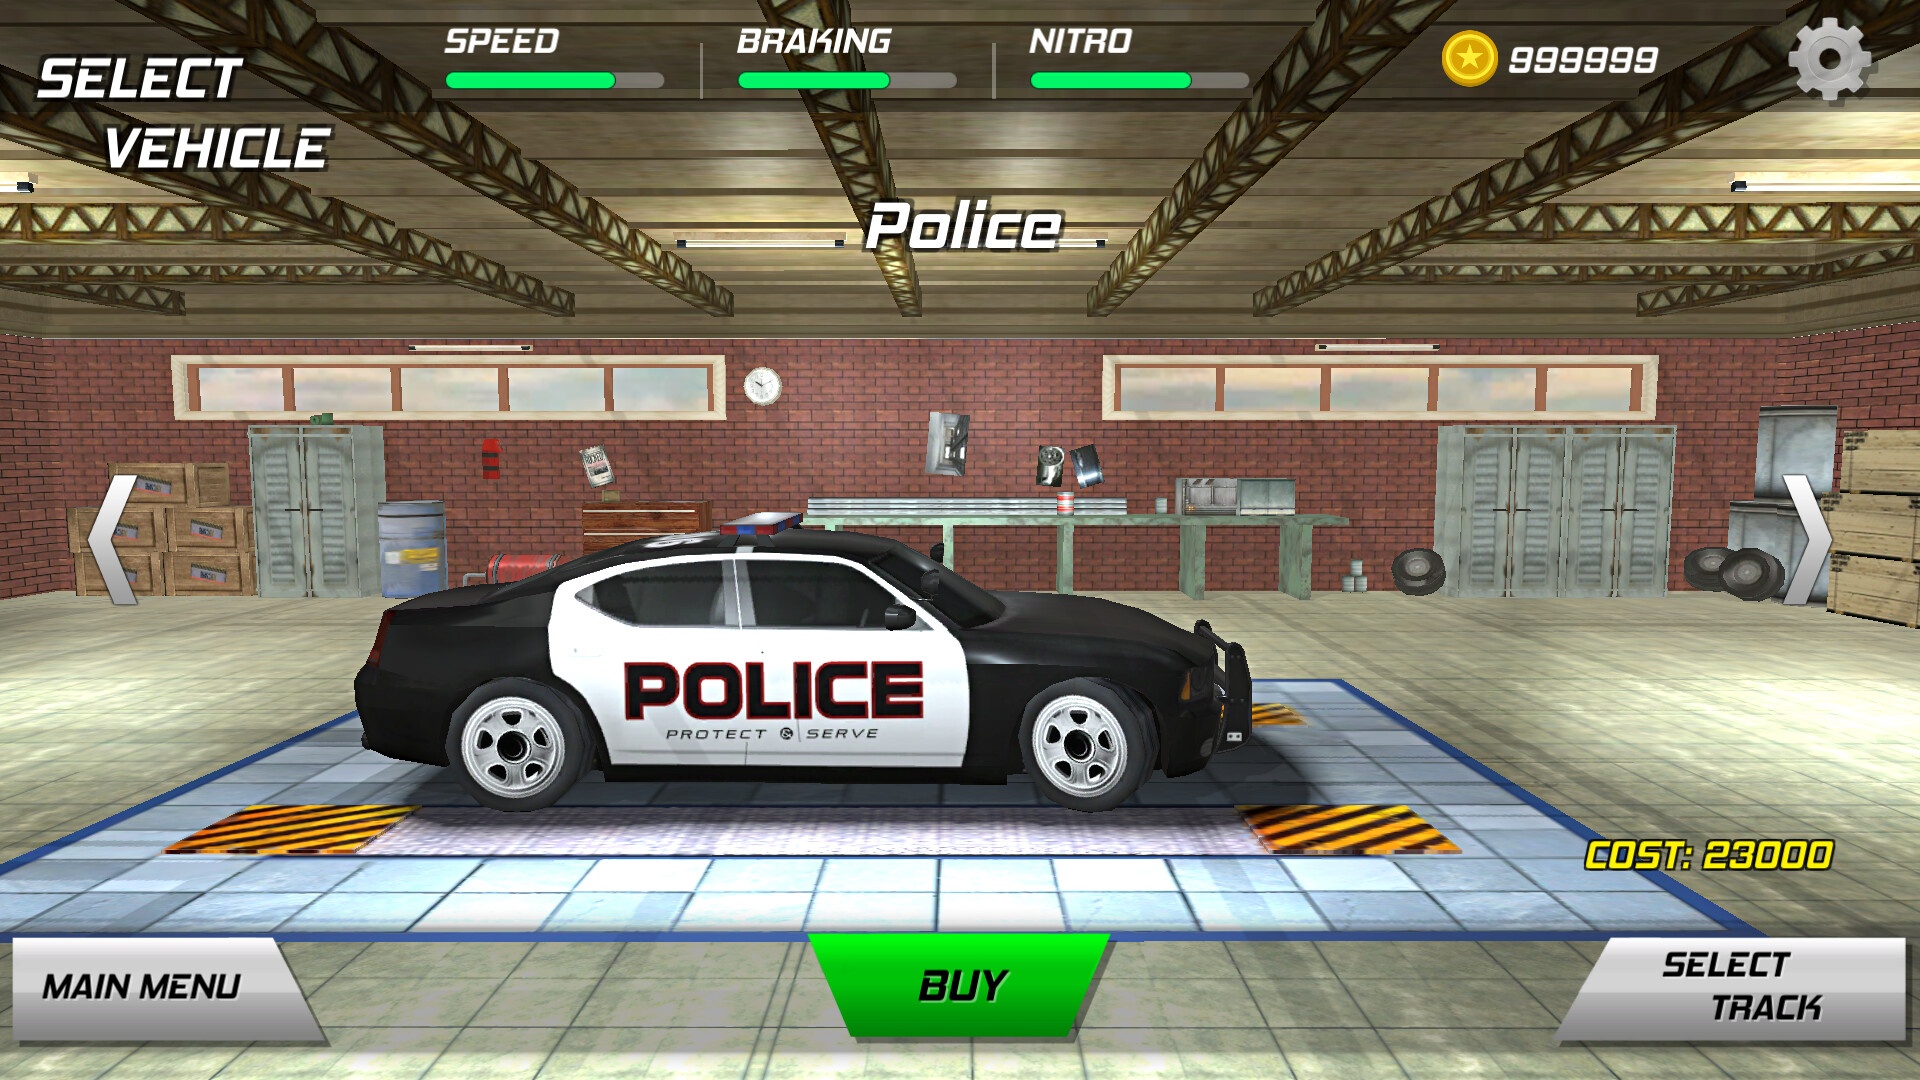 SELECT
VEHICLE
SPEED
BRAKING
NITRO
999999
Police
POLICE
PROTECT & SERVE
COST: 23000
MAIN MENU
BUY
SELECT
TRACK